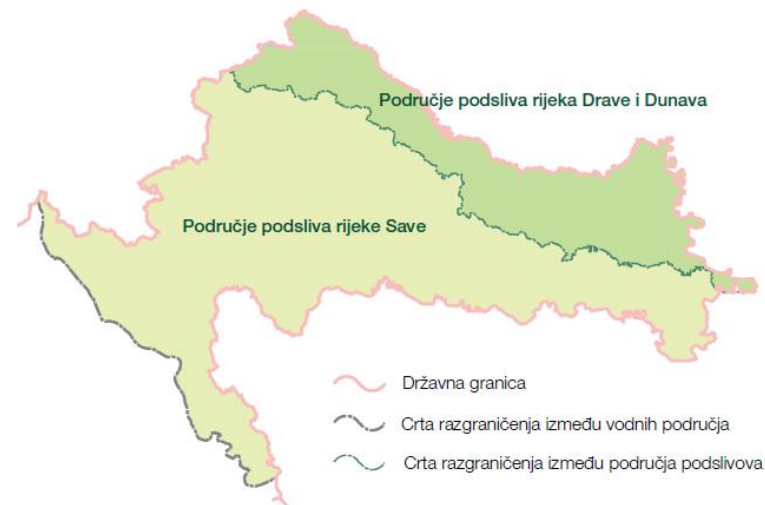 Područje podsliva rijeka Drave i Dunava
Područje podsliva rijeke Save
Državna granica
Crta razgraničenja između vodnih područja
Crta razgraničenja između područja podslivova